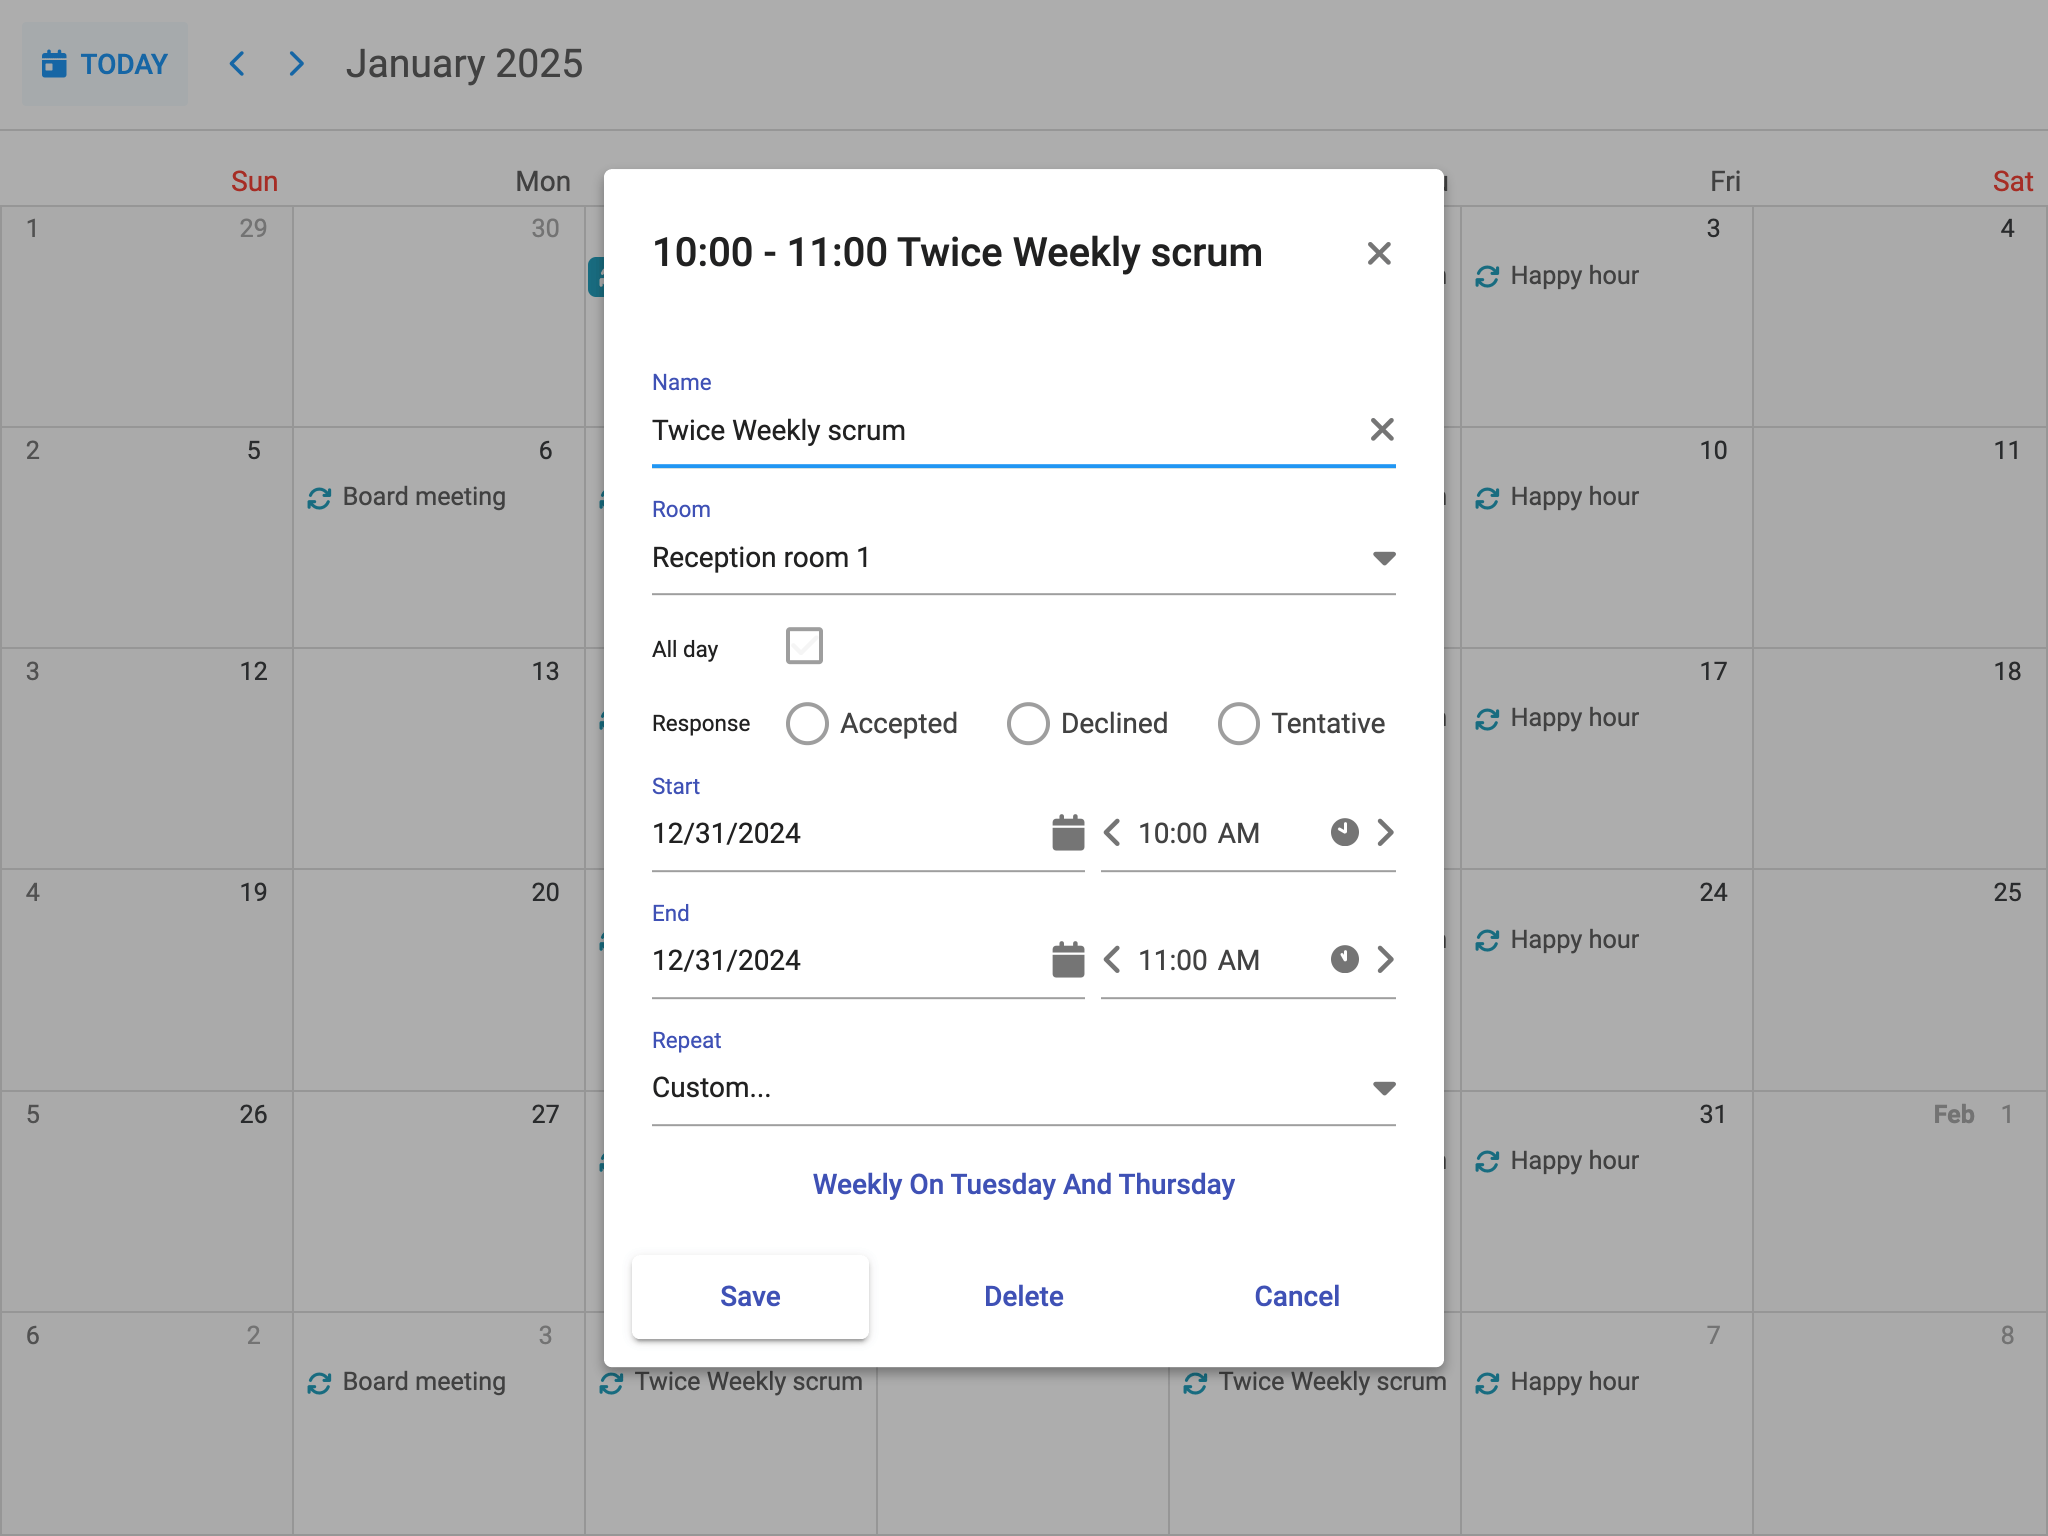 TODAY
January 2025
Sun
Mon
Fri
Sat
1
29
30
3
4
Happy hour
2
5
6
10
11
Board meeting
Happy hour
3
12
13
17
18
Happy hour
4
19
20
24
25
Happy hour
5
26
27
31
Feb 1
Happy hour
6
2
3
7
8
Board meeting
Twice Weekly scrum
Twice Weekly scrum
Happy hour
10:00 - 11:00 Twice Weekly scrum
Name
Twice Weekly scrum
Room
Reception room 1
All day
Response
Accepted
Declined
Tentative
Start
12/31/2024
10:00 AM
End
12/31/2024
11:00 AM
Repeat
Custom...
Weekly On Tuesday And Thursday
Save
Delete
Cancel